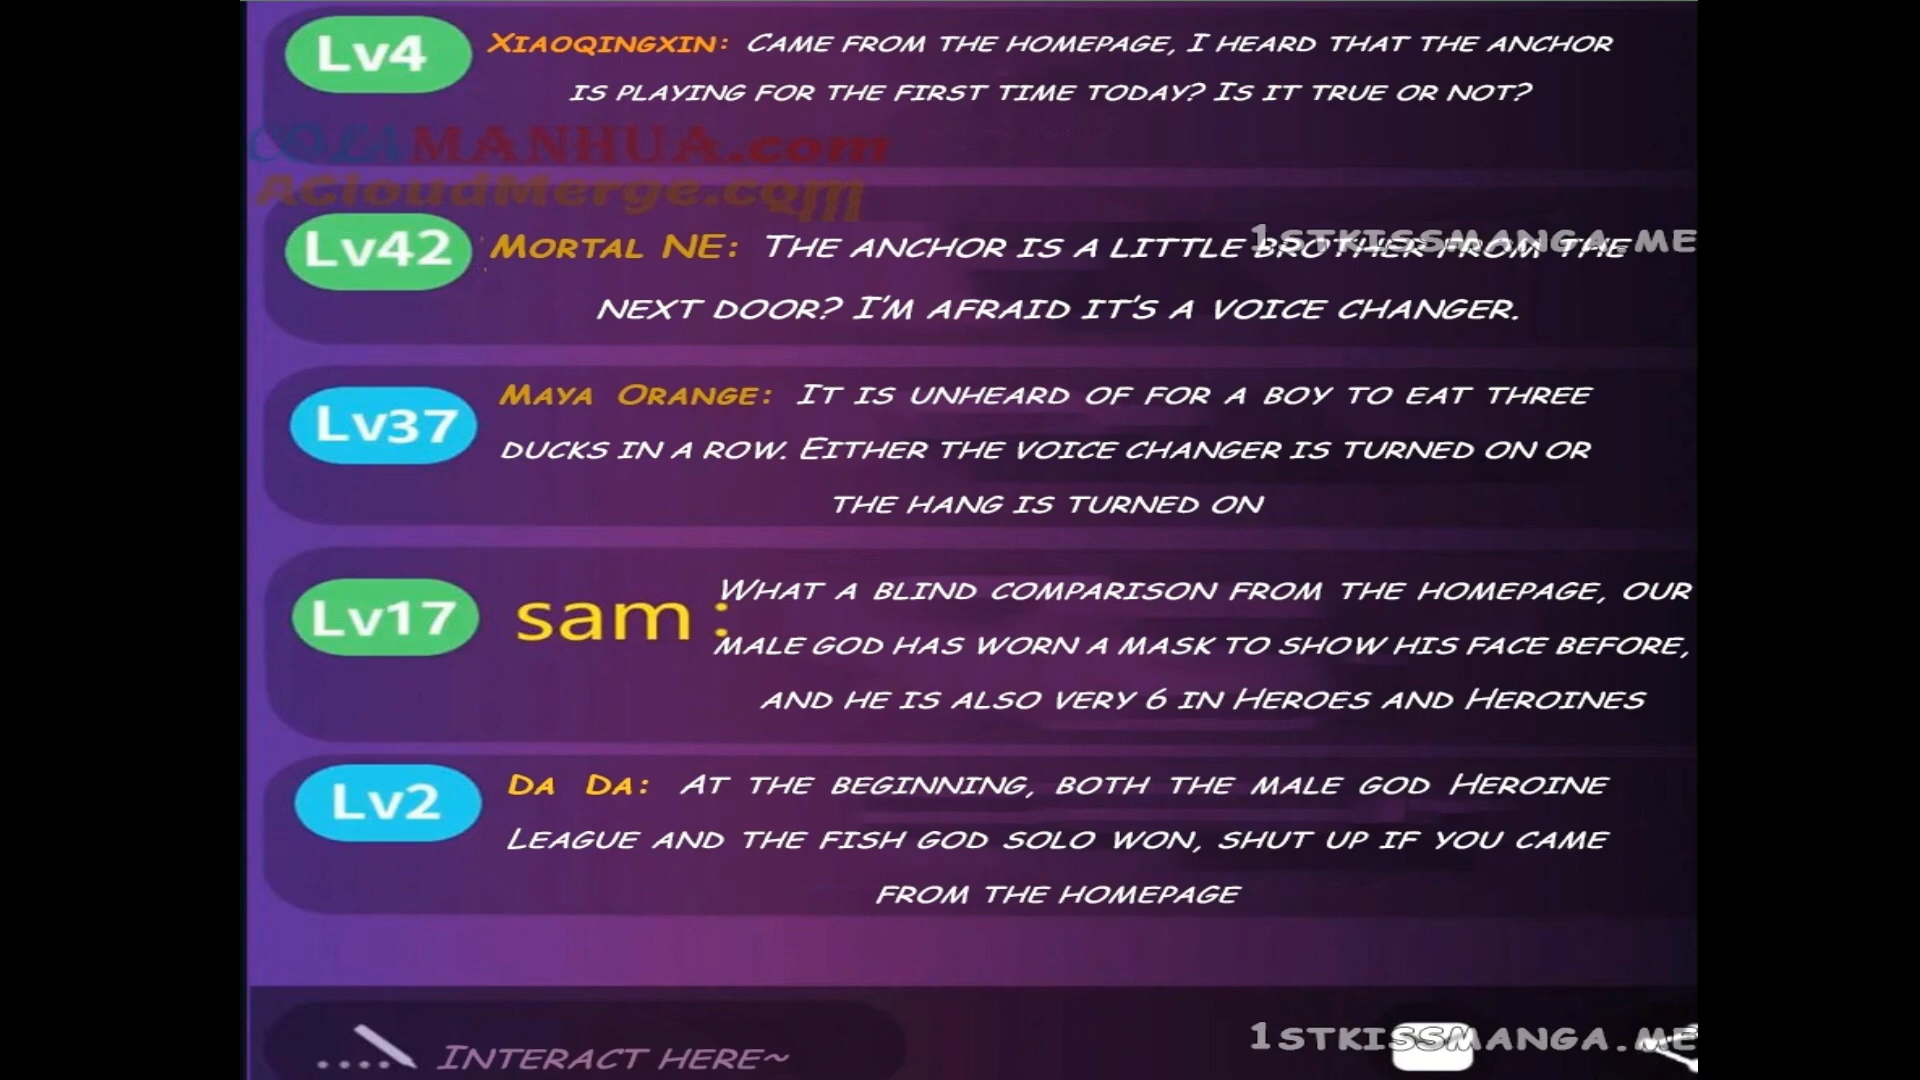 Lv4 XIAOQINGXIN: CAME FROM THE HOMEPAGE, I HEARD THAT THE ANCHOR
IS PLAYING FOR THE FIRST TIME TODAY? IS IT TRUE OR NOT?
COLAMANHUA.com
ACloudMerge.com
Lv42 MORTAL NE: THE ANCHOR IS A LITTLE BROTHER FROM THE
1STKISSMANGA.ME
NEXT DOOR? I'M AFRAID IT'S A VOICE CHANGER.
Lv37 MAYA ORANGE: IT IS UNHEARD OF FOR A BOY TO EAT THREE
DUCKS IN A ROW. EITHER THE VOICE CHANGER IS TURNED ON OR
THE HANG IS TURNED ON
Lv17 sam: WHAT A BLIND COMPARISON FROM THE HOMEPAGE, OUR
MALE GOD HAS WORN A MASK TO SHOW HIS FACE BEFORE,
AND HE IS ALSO VERY 6 IN HEROES AND HEROINES
Lv2 DA DA: AT THE BEGINNING, BOTH THE MALE GOD HEROINE
LEAGUE AND THE FISH GOD SOLO WON, SHUT UP IF YOU CAME
FROM THE HOMEPAGE
INTERACT HERE~
1STKISSMANGA.ME